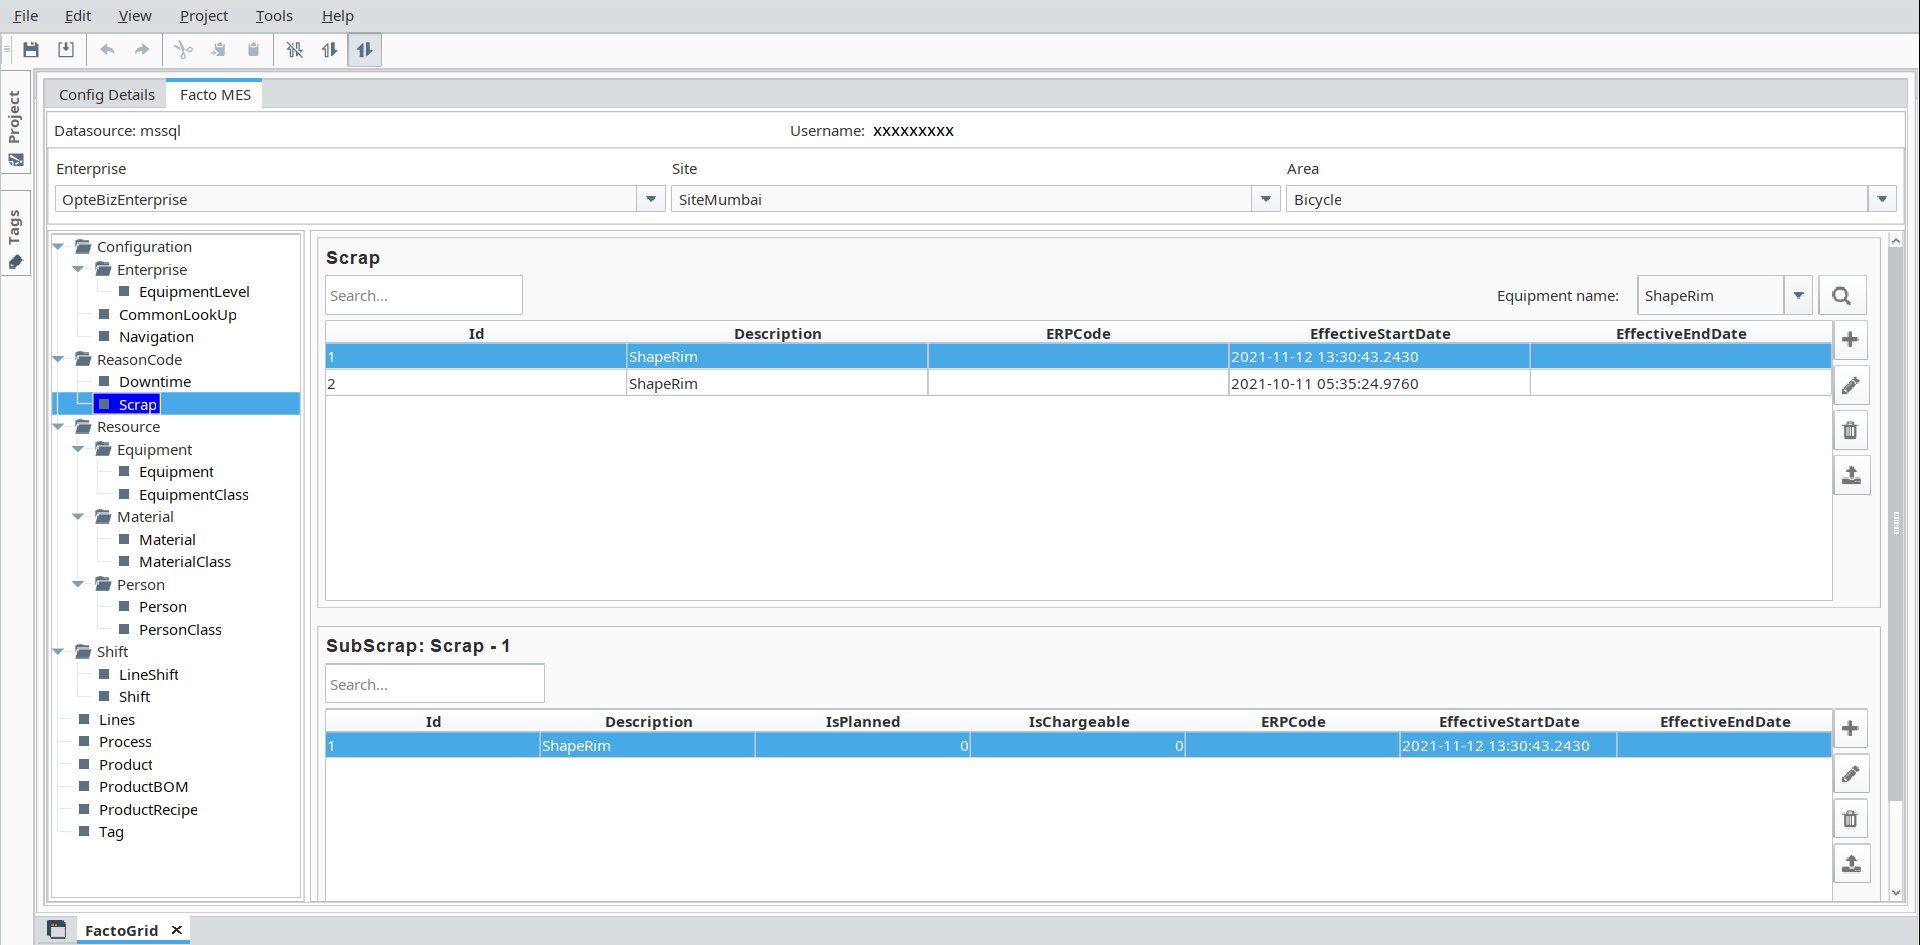 File Edit View Project Tools Help
Project
Tags
Config Details Facto MES
Datasource: mssql Username: xxxxxxxxx
Enterprise Site Area
OpteBizEnterprise SiteMumbai Bicycle
Configuration
Enterprise
EquipmentLevel
CommonLookUp
Navigation
ReasonCode
Downtime
Scrap
Resource
Equipment
Equipment
EquipmentClass
Material
Material
MaterialClass
Person
Person
PersonClass
Shift
LineShift
Shift
Lines
Process
Product
ProductBOM
ProductRecipe
Tag
Scrap
Search... Equipment name: ShapeRim
Id Description ERPCode EffectiveStartDate EffectiveEndDate
1 ShapeRim 2021-11-12 13:30:43.2430
2 ShapeRim 2021-10-11 05:35:24.9760
SubScrap: Scrap - 1
Search...
Id Description IsPlanned IsChargeable ERPCode EffectiveStartDate EffectiveEndDate
1 ShapeRim 0 0 2021-11-12 13:30:43.2430
FactoGrid